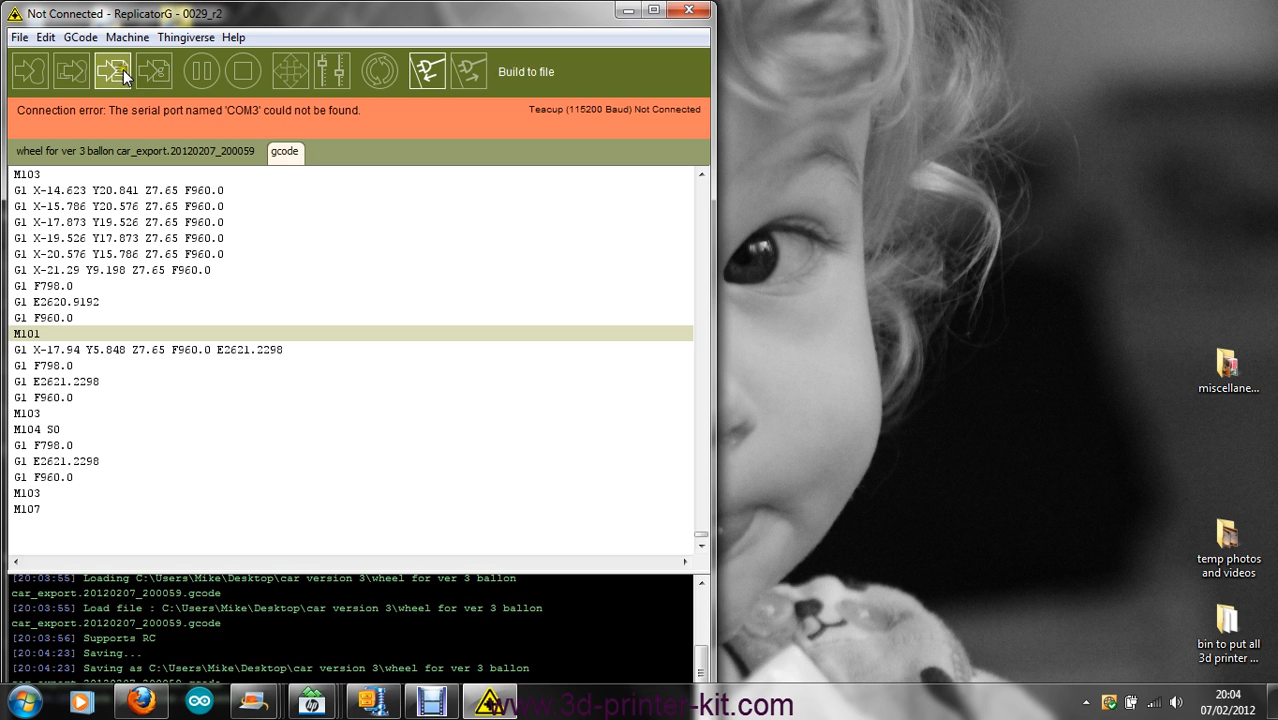 Not Connected - ReplicatorG - 0029_r2
File Edit GCode Machine Thingiverse Help
Build to file
Connection error: The serial port named 'COM3' could not be found.
Teacup (115200 Baud) Not Connected
wheel for ver 3 ballon car_export.20120207_200059
gcode
M103
G1 X-14.623 Y20.841 Z7.65 F960.0
G1 X-15.786 Y20.576 Z7.65 F960.0
G1 X-17.873 Y19.526 Z7.65 F960.0
G1 X-19.526 Y17.873 Z7.65 F960.0
G1 X-20.576 Y15.786 Z7.65 F960.0
G1 X-21.29 Y9.198 Z7.65 F960.0
G1 F798.0
G1 E2620.9192
G1 F960.0
M101
G1 X-17.94 Y5.848 Z7.65 F960.0 E2621.2298
G1 F798.0
G1 E2621.2298
G1 F960.0
M103
M104 S0
G1 F798.0
G1 E2621.2298
G1 F960.0
M103
M107
[20:03:55] Loading C:\Users\Mike\Desktop\car version 3\wheel for ver 3 ballon
car_export.20120207_200059.gcode
[20:03:55] Load file : C:\Users\Mike\Desktop\car version 3\wheel for ver 3 ballon
car_export.20120207_200059.gcode
[20:03:56] Supports RC
[20:04:23] Saving...
[20:04:23] Saving as C:\Users\Mike\Desktop\car version 3\wheel for ver 3 ballon
miscellane...
temp photos
and videos
bin to put all
3d printer ...
hp
www.3d-printer-kit.com
20:04
07/02/2012